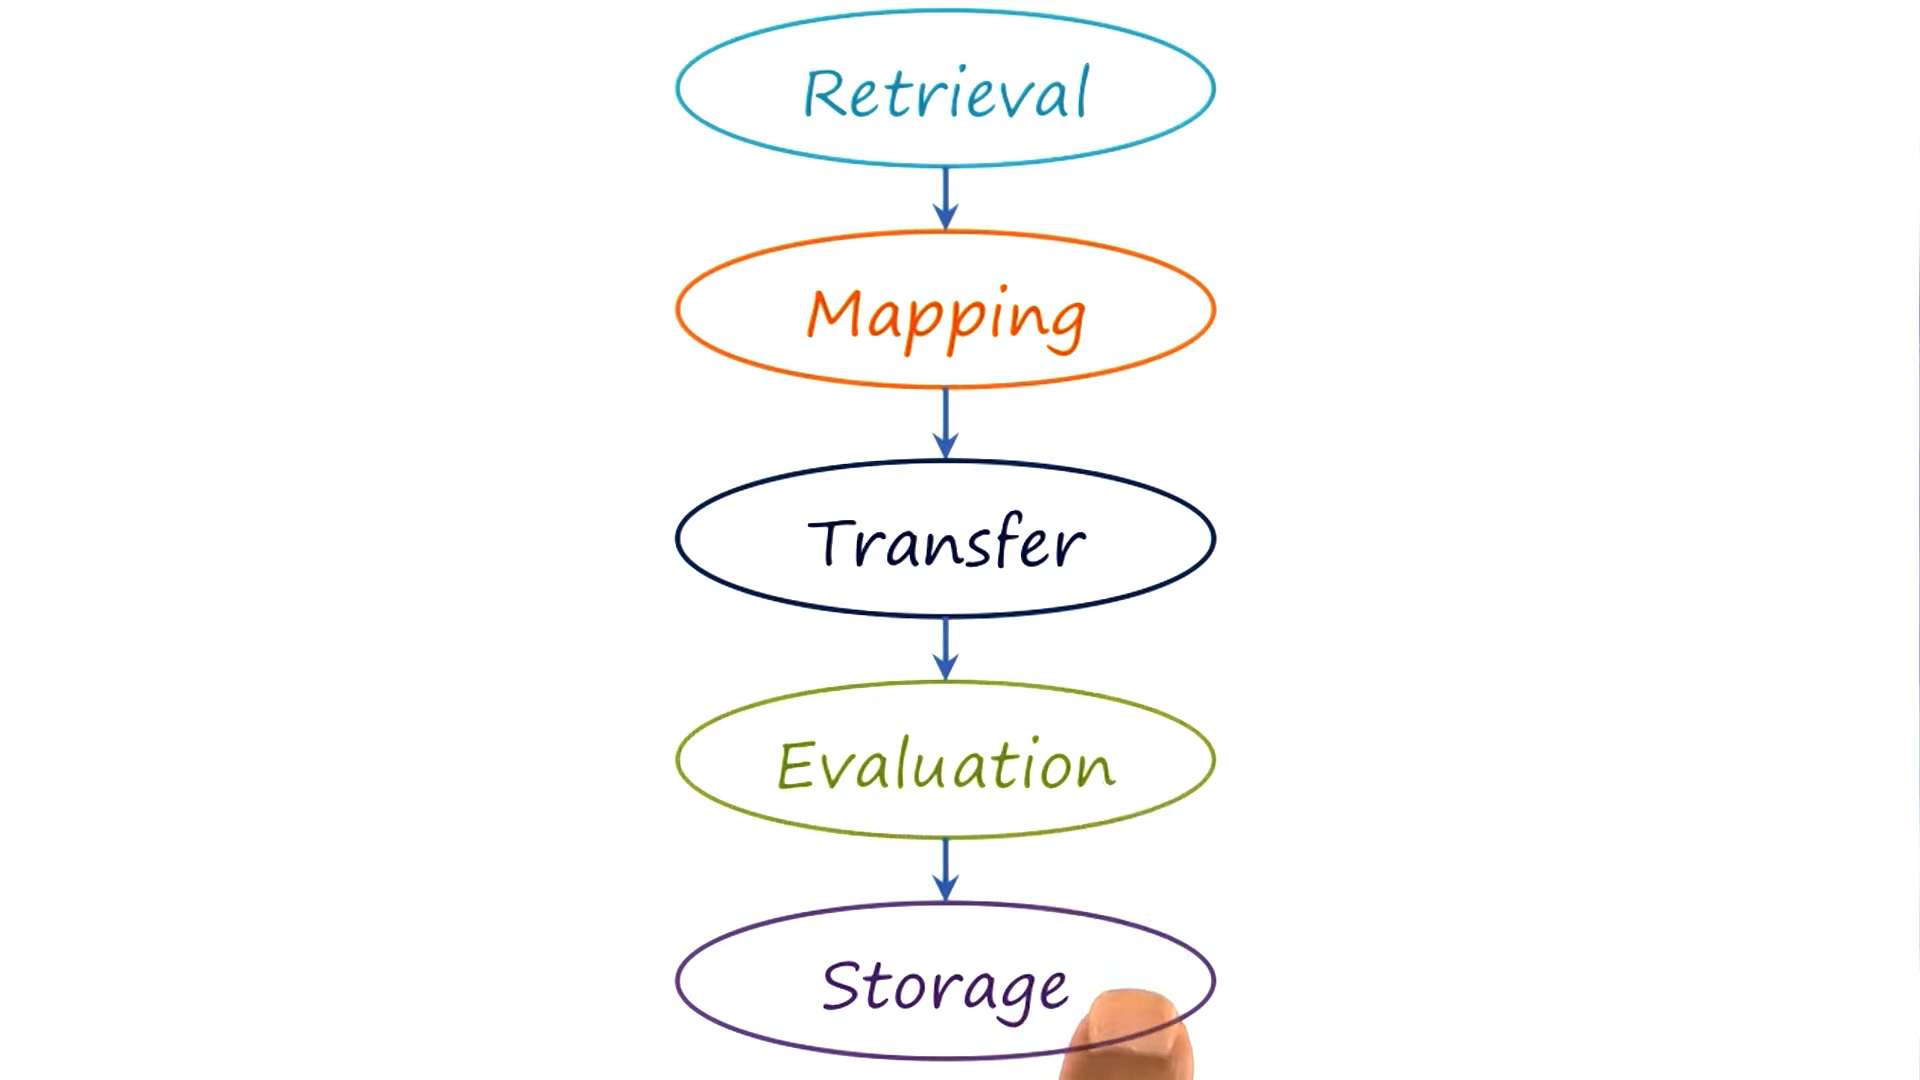 Retrieval
Mapping
Transfer
Evaluation
Storage